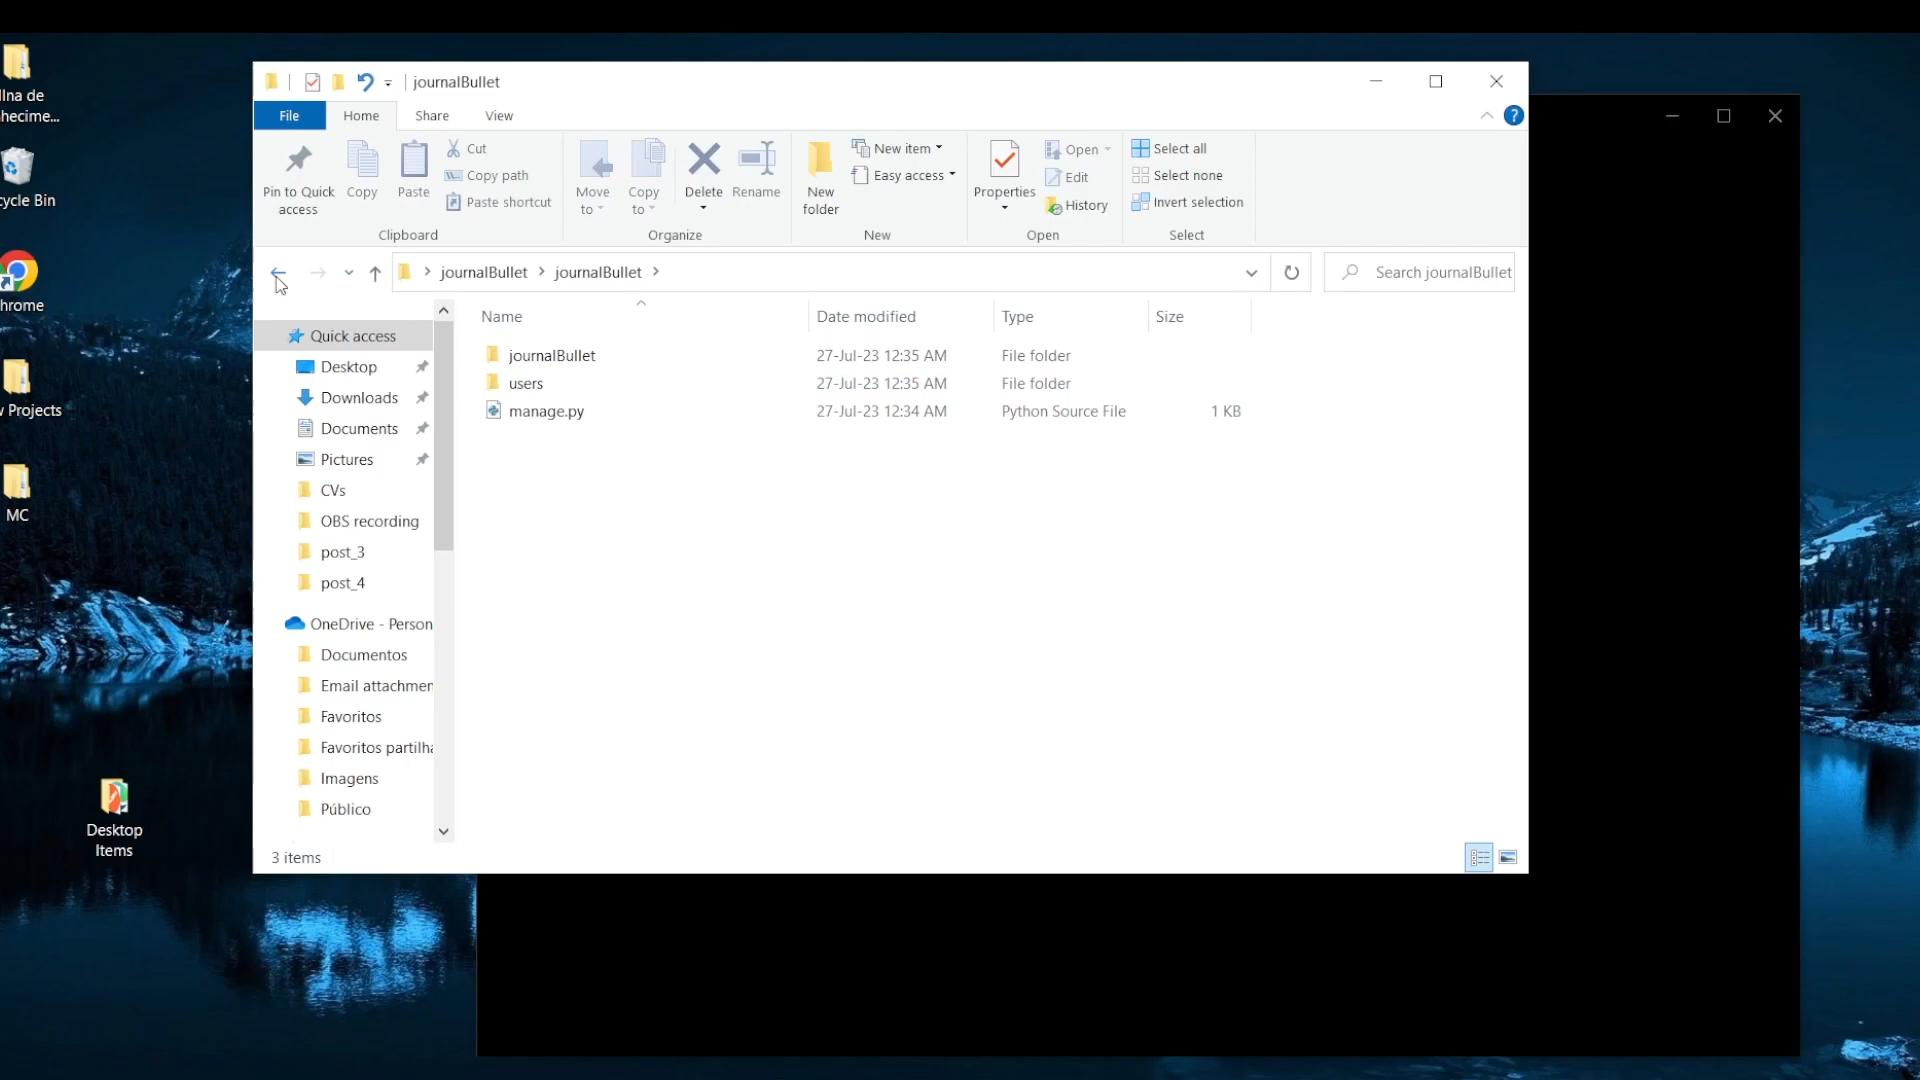 journalBullet
File Home Share View
Pin to Quick access
Copy
Paste
Cut
Copy path
Paste shortcut
Clipboard
Move to
Copy to
Delete
Rename
Organize
New folder
New item
Easy access
New
Properties
Open
Edit
History
Open
Select all
Select none
Invert selection
Select
journalBullet journalBullet
Search journalBullet
Quick access
Desktop
Downloads
Documents
Pictures
CVs
OBS recording
post_3
post_4
OneDrive - Person
Documentos
Email attachmen
Favoritos
Favoritos partilha
Imagens
Público
Name Date modified Type Size
journalBullet 27-Jul-23 12:35 AM File folder
users 27-Jul-23 12:35 AM File folder
manage.py 27-Jul-23 12:34 AM Python Source File 1 KB
3 items
lna de
hecime...
cycle Bin
hrome
Projects
MC
Desktop
Items